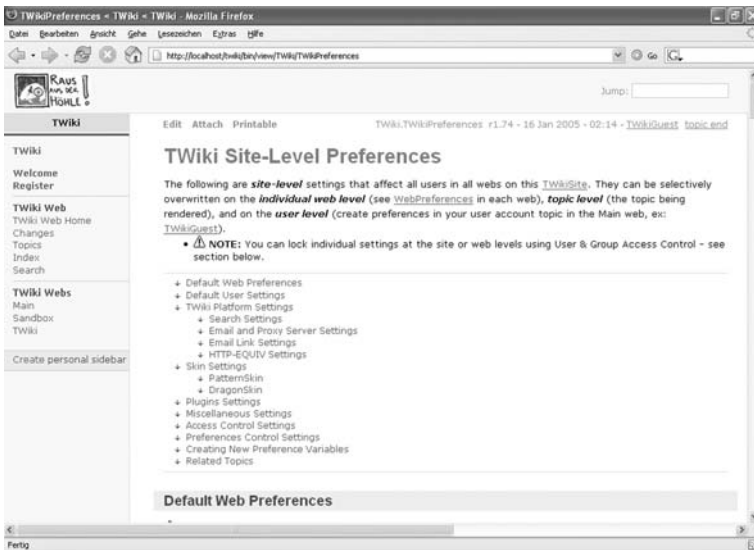 TWikiPreferences < TWiki < TWiki - Mozilla Firefox
Datei Bearbeiten Ansicht Gehe Lesezeichen Extras Hilfe
http://localhost/twiki/bin/view/TWiki/TWikiPreferences
Go
G
RAUS
AUS DER
HÖHLE!
Jump:
TWiki
Edit Attach Printable
TWiki.TWikiPreferences r1.74 - 16 Jan 2005 - 02:14 - TWikiGuest topic end
TWiki
Welcome
Register
TWiki Web
TWiki Web Home
Changes
Topics
Index
Search
TWiki Webs
Main
Sandbox
TWiki
Create personal sidebar
TWiki Site-Level Preferences
The following are site-level settings that affect all users in all webs on this TWikiSite. They can be selectively
overwritten on the individual web level (see WebPreferences in each web), topic level (the topic being
rendered), and on the user level (create preferences in your user account topic in the Main web, ex:
TWikiGuest).
• NOTE: You can lock individual settings at the site or web levels using User & Group Access Control - see
section below.
↓ Default Web Preferences
↓ Default User Settings
↓ TWiki Platform Settings
↓ Search Settings
↓ Email and Proxy Server Settings
↓ Email Link Settings
↓ HTTP-EQUIV Settings
↓ Skin Settings
↓ PatternSkin
↓ DragonSkin
↓ Plugins Settings
↓ Miscellaneous Settings
↓ Access Control Settings
↓ Preferences Control Settings
↓ Creating New Preference Variables
↓ Related Topics
Default Web Preferences
Fertig